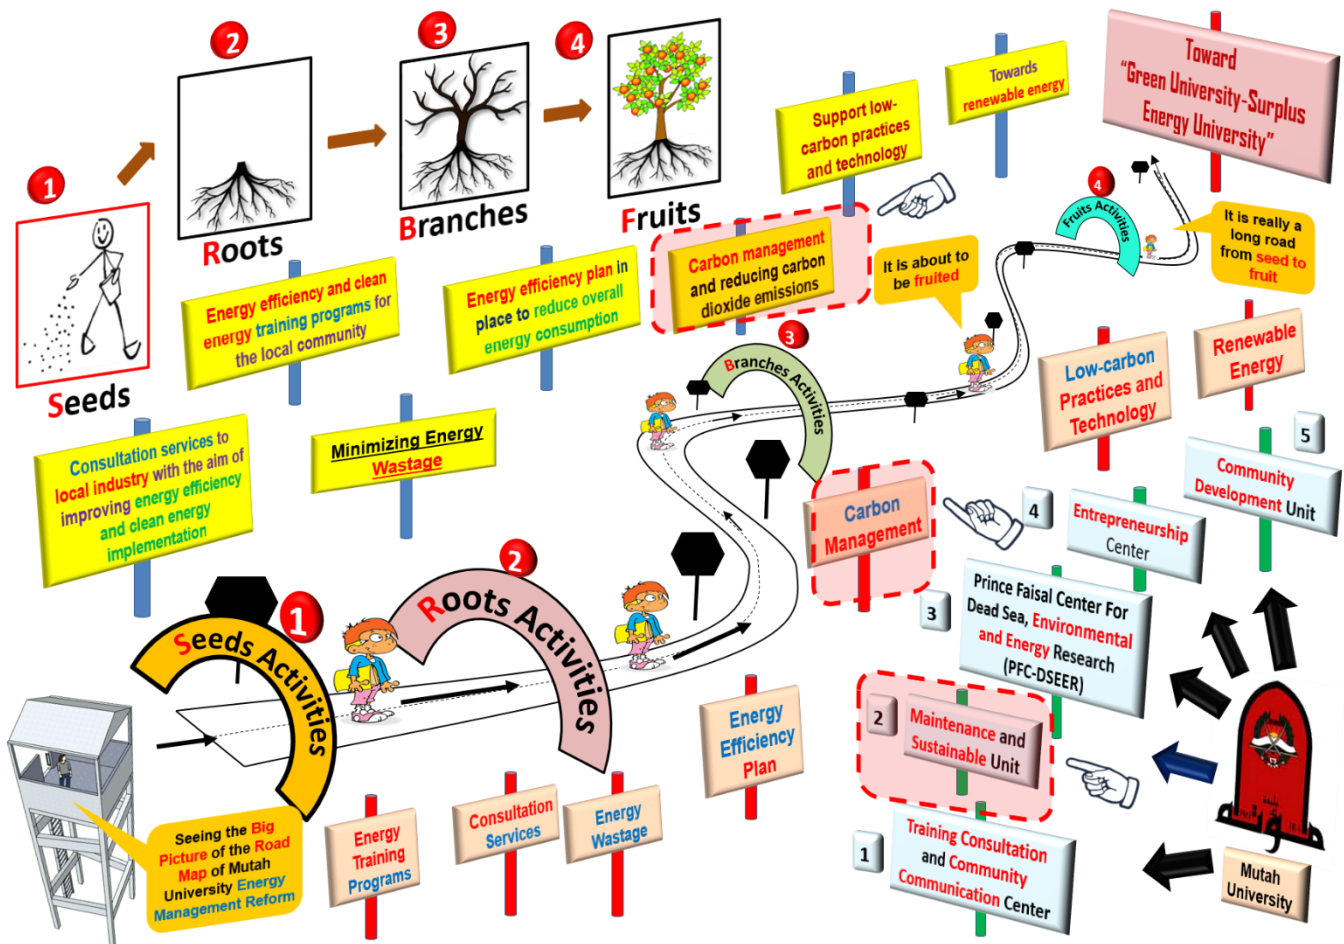 1
Seeds
2
Roots
3
Branches
4
Fruits
Support low-
carbon practices
and technology
Towards
renewable energy
Toward
"Green University-Surplus
Energy University"
Energy efficiency and clean
energy training programs for
the local community
Energy efficiency plan in
place to reduce overall
energy consumption
Carbon management
and reducing carbon
dioxide emissions
It is about to
be fruited
4
Fruits Activities
It is really a
long road
from seed to
fruit
Consultation services to
local industry with the aim of
improving energy efficiency
and clean energy
implementation
Minimizing Energy
Wastage
3
Branches Activities
Low-carbon
Practices and
Technology
Renewable
Energy
Carbon
Management
5
Community
Development Unit
4
Entrepreneurship
Center
3
Prince Faisal Center For
Dead Sea, Environmental
and Energy Research
(PFC-DSEER)
2
Maintenance and
Sustainable Unit
1
Training Consultation
and Community
Communication Center
Mutah
University
1
Seeds Activities
2
Roots Activities
Energy
Efficiency
Plan
Energy
Training
Programs
Consultation
Services
Energy
Wastage
Seeing the Big
Picture of the Road
Map of Mutah
University Energy
Management Reform